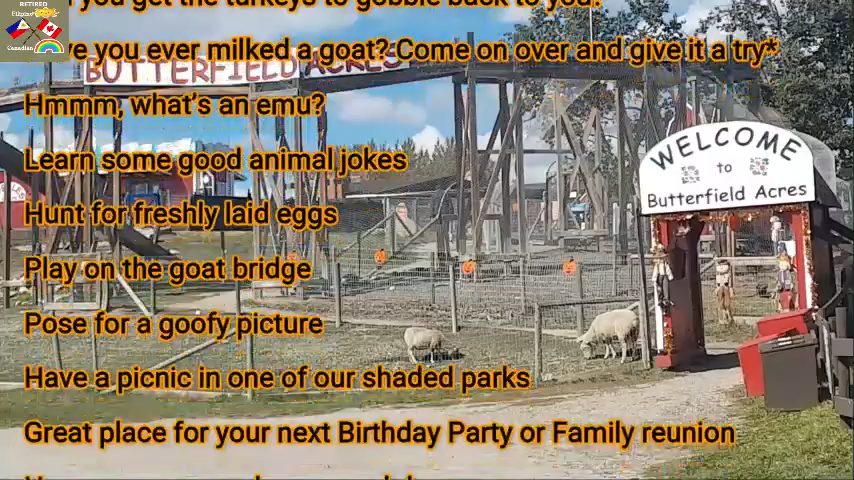 RETIRED
Filipino
Canadian
you get the turkeys to gobble back to you?
ve you ever milked a goat? Come on over and give it a try*
BUTTERFIELD ACRES
Hmmm, what's an emu?
Learn some good animal jokes
Hunt for freshly laid eggs
Play on the goat bridge
Pose for a goofy picture
Have a picnic in one of our shaded parks
Great place for your next Birthday Party or Family reunion
WELCOME
to
Butterfield Acres